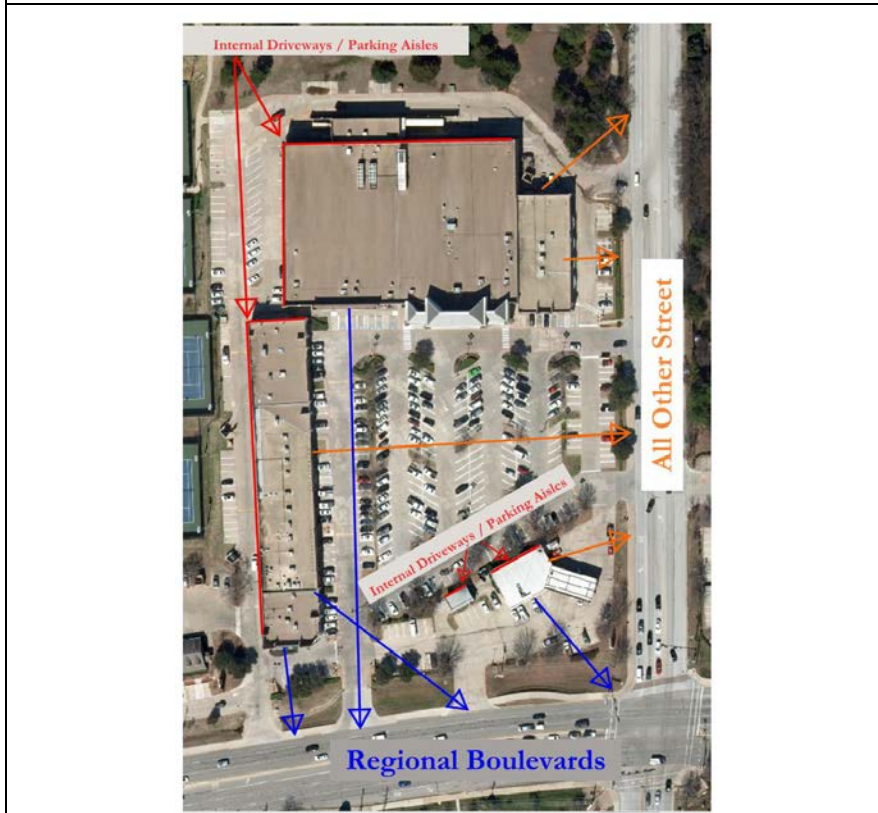 Internal Driveways / Parking Aisles
All Other Street
Internal Driveways / Parking Aisles
Regional Boulevards